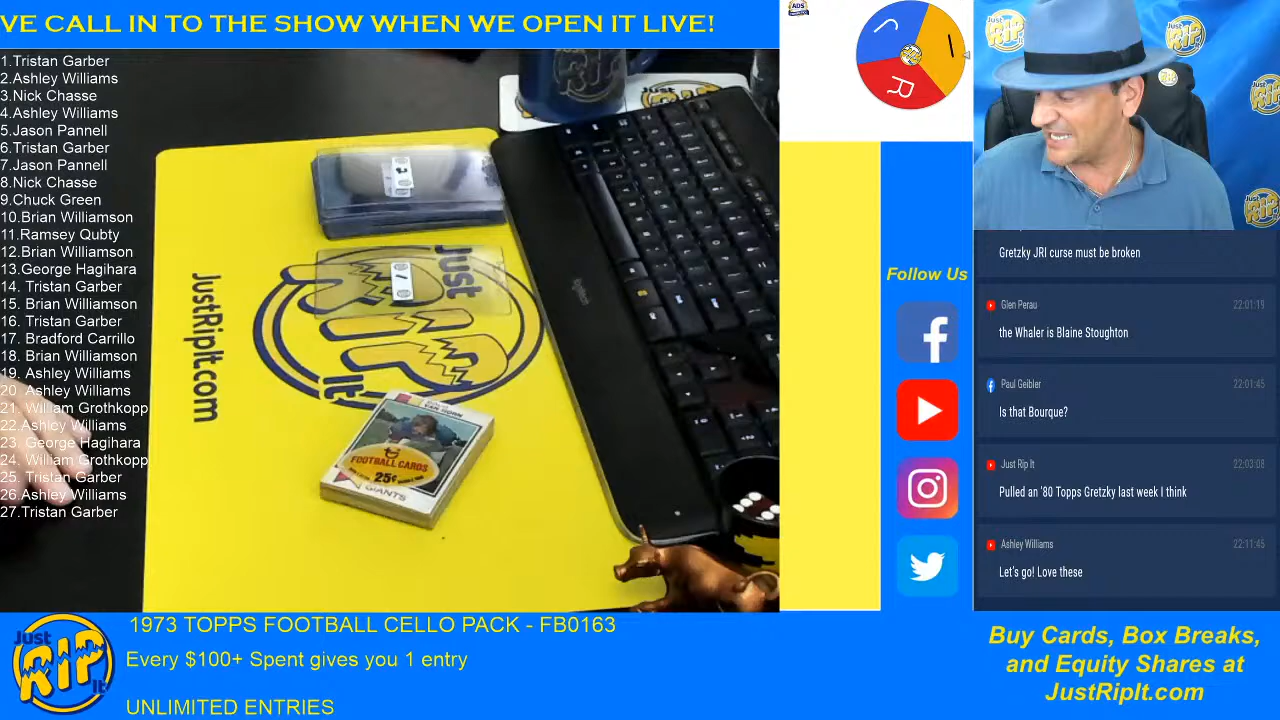 VE CALL IN TO THE SHOW WHEN WE OPEN IT LIVE!
1.Tristan Garber
2.Ashley Williams
3.Nick Chasse
4.Ashley Williams
5.Jason Pannell
6.Tristan Garber
7.Jason Pannell
8.Nick Chasse
9.Chuck Green
10.Brian Williamson
11.Ramsey Qubty
12.Brian Williamson
13.George Hagihara
14. Tristan Garber
15. Brian Williamson
16. Tristan Garber
17. Bradford Carrillo
18. Brian Williamson
19. Ashley Williams
20 Ashley Williams
21. William Grothkopp
22.Ashley Williams
23. George Hagihara
24. William Grothkopp
25. Tristan Garber
26.Ashley Williams
27.Tristan Garber
JustRipIt.com
Just
RIP
It
VAN HORN
FOOTBALL CARDS
25¢
GIANTS
ADS
J
I
R
Follow Us
Gretzky JRI curse must be broken
Glen Perau
22:01:19
the Whaler is Blaine Stoughton
Paul Geibler
22:01:45
Is that Bourque?
Just Rip It
22:03:08
Pulled an '80 Topps Gretzky last week I think
Ashley Williams
22:11:45
Let's go! Love these
Just
RIP
It
1973 TOPPS FOOTBALL CELLO PACK - FB0163
Every $100+ Spent gives you 1 entry
UNLIMITED ENTRIES
Buy Cards, Box Breaks,
and Equity Shares at
JustRipIt.com